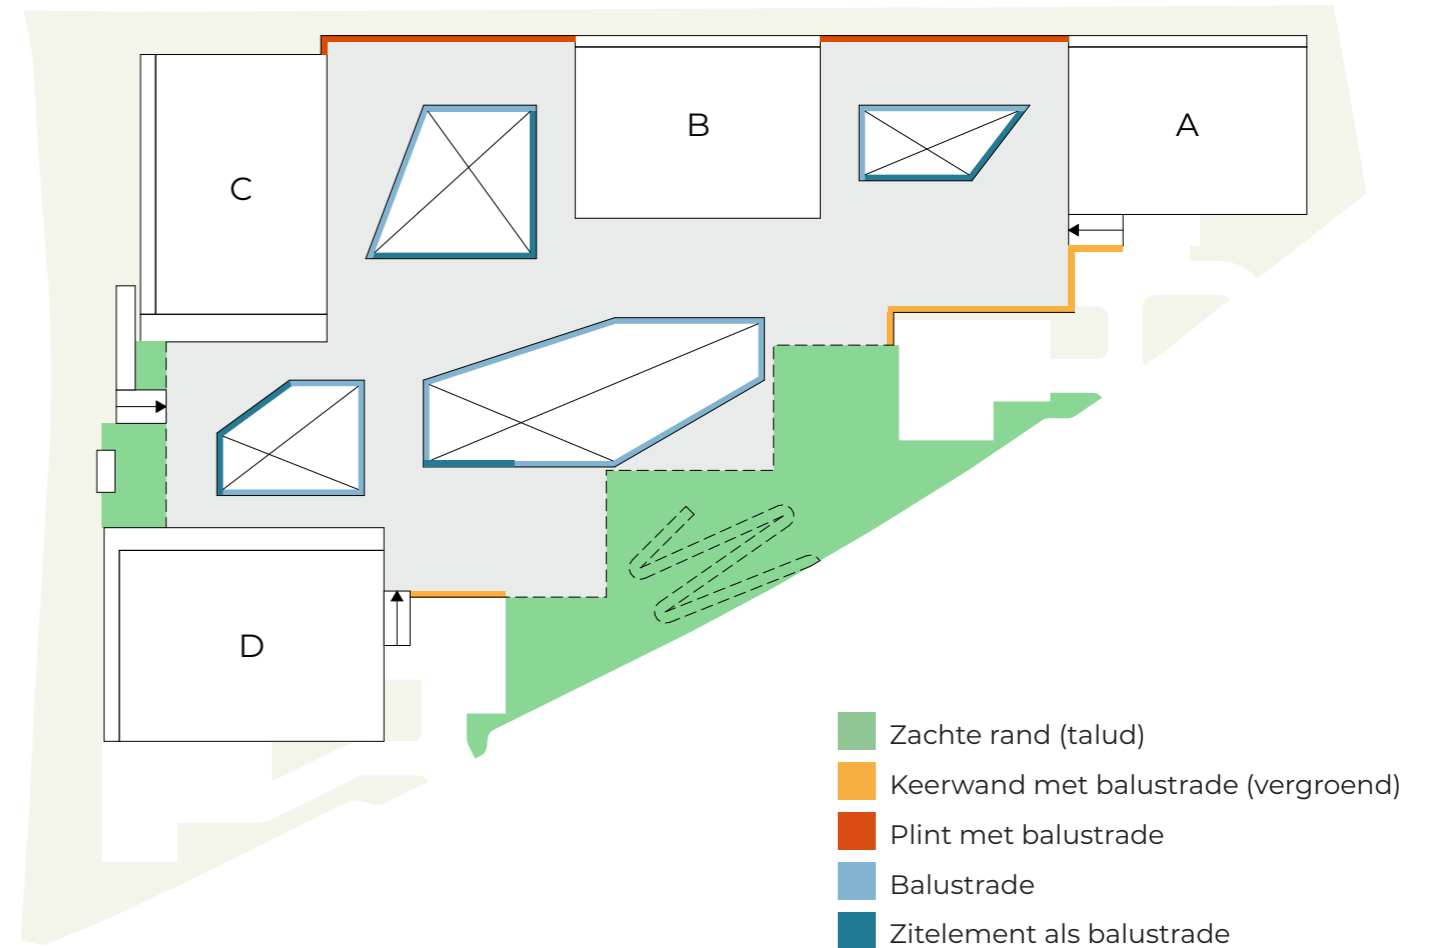 C
B
A
D
Zachte rand (talud)
Keerwand met balustrade (vergroend)
Plint met balustrade
Balustrade
Zitelement als balustrade